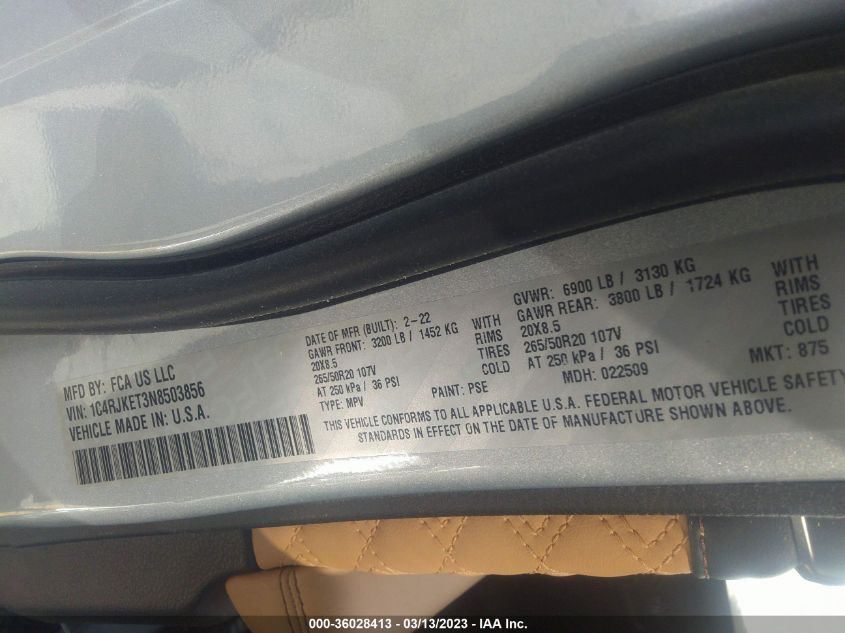 MFD BY: FCA US LLC
VIN: 1C4RJKET3N8503856
VEHICLE MADE IN: U.S.A.
DATE OF MFR (BUILT): 2-22
GAWR FRONT: 3200 LB / 1452 KG WITH
20X8.5 RIMS
265/50R20 107V TIRES
AT 250 kPa / 36 PSI COLD
TYPE: MPV PAINT: PSE
GVWR: 6900 LB / 3130 KG
GAWR REAR: 3800 LB / 1724 KG WITH
20X8.5 RIMS
265/50R20 107V TIRES
AT 250 kPa / 36 PSI COLD
MDH: 022509 MKT: 875
THIS VEHICLE CONFORMS TO ALL APPLICABLE U.S.A. FEDERAL MOTOR VEHICLE SAFETY
STANDARDS IN EFFECT ON THE DATE OF MANUFACTURE SHOWN ABOVE.
000-36028413 - 03/13/2023 - IAA Inc.